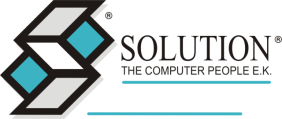 ®
SOLUTION®
THE COMPUTER PEOPLE E.K.